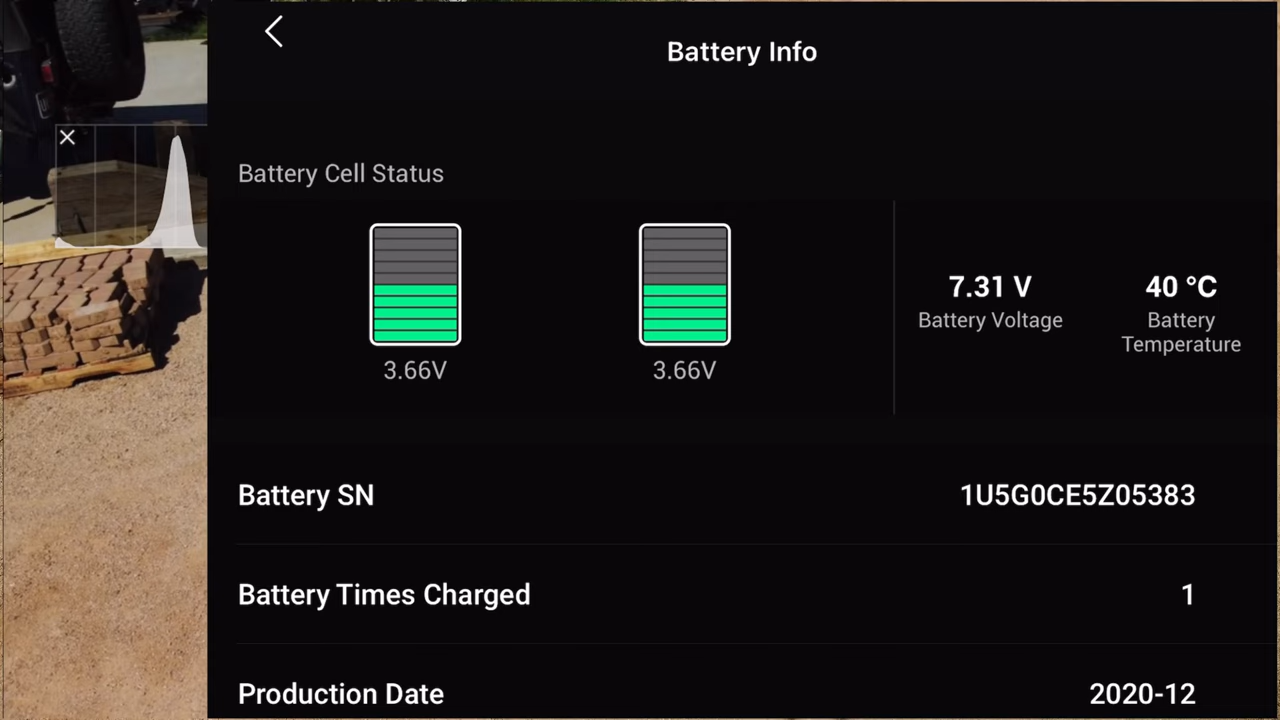 Battery Info
Battery Cell Status
3.66V
3.66V
7.31 V
Battery Voltage
40 °C
Battery
Temperature
Battery SN 1U5G0CE5Z05383
Battery Times Charged 1
Production Date 2020-12